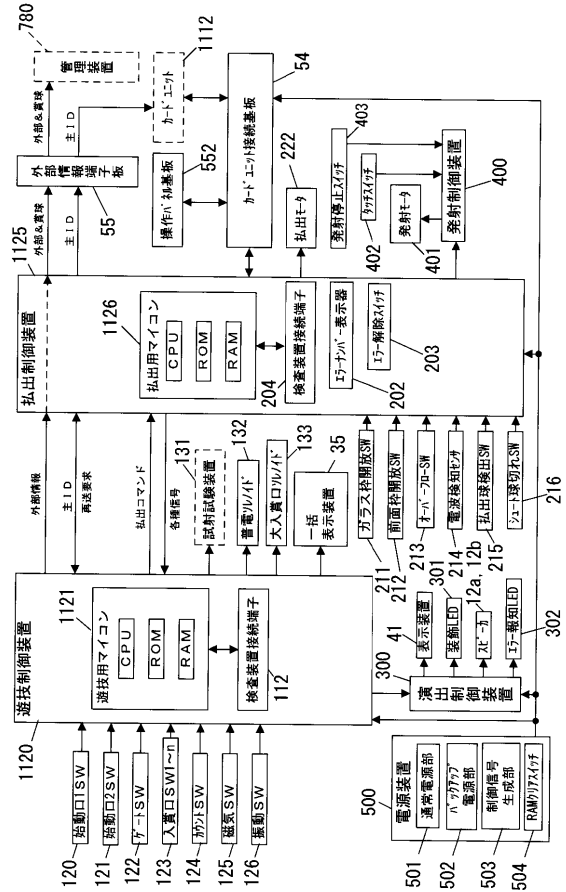 遊技制御装置
1120
遊技用マイコン
1121
CPU
ROM
RAM
検査装置接続端子
112
120
始動口1SW
121
始動口2SW
122
ゲートSW
123
入賞口SW1~n
124
カウントSW
125
磁気SW
126
振動SW
外部情報
主ID
再送要求
払出コマンド
各種信号
試射試験装置
131
普電ソレノイド
132
大入賞口ソレノイド
133
一括
表示装置
35
払出制御装置
1125
払出用マイコン
1126
CPU
ROM
RAM
検査装置接続端子
204
エラーナンバー表示器
202
エラー解除スイッチ
203
外部&賞球
主ID
外部
情報端子板
55
外部&賞球
主ID
管理装置
780
カードユニット
1112
操作パネル基板
552
カードユニット接続基板
54
払出モータ
222
発射停止スイッチ
403
タッチスイッチ
402
発射モータ
401
発射制御装置
400
211
ガラス枠開放SW
212
前面枠開放SW
213
オーバーフローSW
214
電波検知センサ
215
払出球検出SW
216
シュート球切れSW
300
演出制御装置
41
表示装置
301
装飾LED
12a, 12b
スピーカ
302
エラー報知LED
500
電源装置
501
通常電源部
502
バックアップ
電源部
503
制御信号
生成部
504
RAMクリアスイッチ